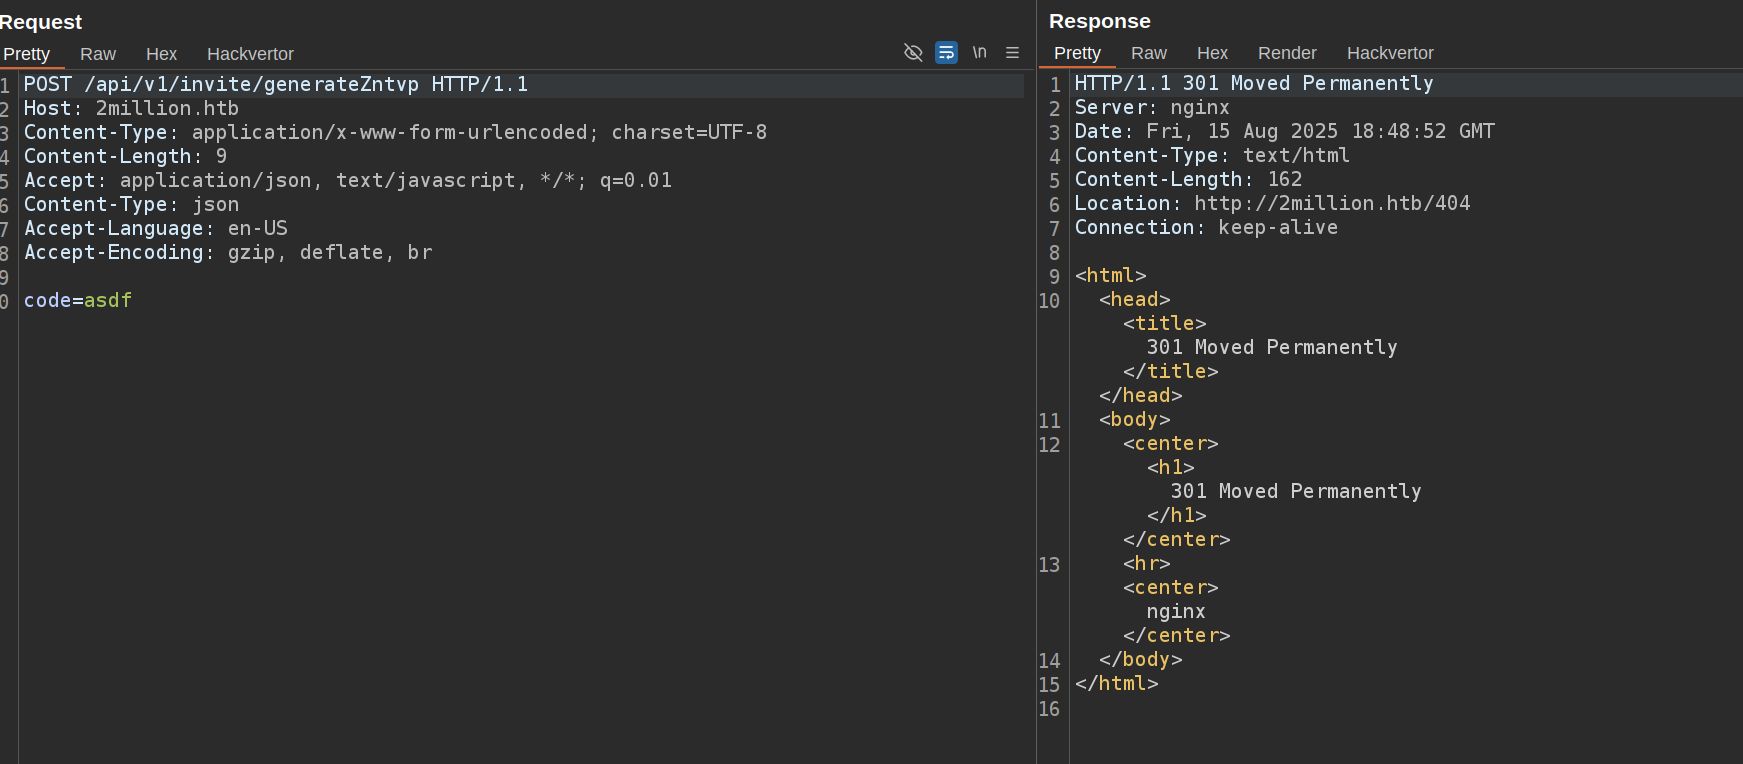 Request
Pretty Raw Hex Hackvertor \n
1 POST /api/v1/invite/generateZntvp HTTP/1.1
2 Host: 2million.htb
3 Content-Type: application/x-www-form-urlencoded; charset=UTF-8
4 Content-Length: 9
5 Accept: application/json, text/javascript, */*; q=0.01
6 Content-Type: json
7 Accept-Language: en-US
8 Accept-Encoding: gzip, deflate, br
9
0 code=asdf
Response
Pretty Raw Hex Render Hackvertor
1 HTTP/1.1 301 Moved Permanently
2 Server: nginx
3 Date: Fri, 15 Aug 2025 18:48:52 GMT
4 Content-Type: text/html
5 Content-Length: 162
6 Location: http://2million.htb/404
7 Connection: keep-alive
8
9 <html>
10 <head>
<title>
301 Moved Permanently
</title>
</head>
11 <body>
12 <center>
<h1>
301 Moved Permanently
</h1>
</center>
13 <hr>
<center>
nginx
</center>
14 </body>
15 </html>
16